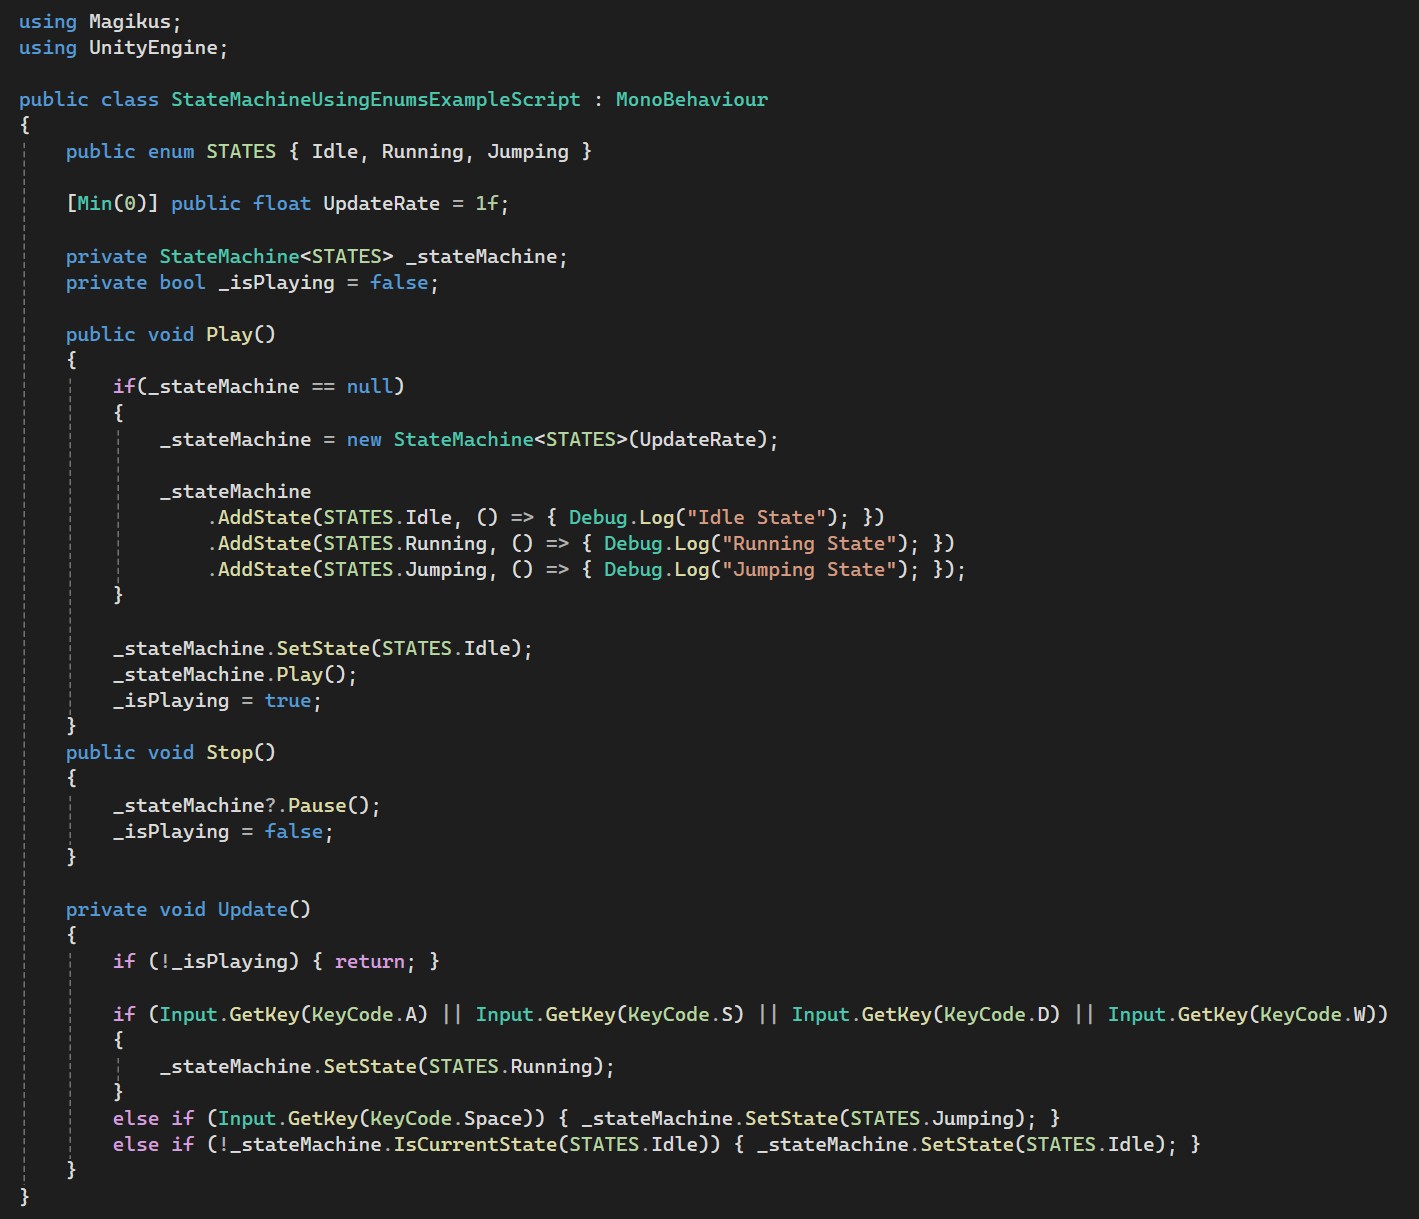 using Magikus;
using UnityEngine;

public class StateMachineUsingEnumsExampleScript : MonoBehaviour
{
    public enum STATES { Idle, Running, Jumping }

    [Min(0)] public float UpdateRate = 1f;

    private StateMachine<STATES> _stateMachine;
    private bool _isPlaying = false;

    public void Play()
    {
        if(_stateMachine == null)
        {
            _stateMachine = new StateMachine<STATES>(UpdateRate);

            _stateMachine
                .AddState(STATES.Idle, () => { Debug.Log("Idle State"); })
                .AddState(STATES.Running, () => { Debug.Log("Running State"); })
                .AddState(STATES.Jumping, () => { Debug.Log("Jumping State"); });
        }

        _stateMachine.SetState(STATES.Idle);
        _stateMachine.Play();
        _isPlaying = true;
    }
    public void Stop()
    {
        _stateMachine?.Pause();
        _isPlaying = false;
    }

    private void Update()
    {
        if (!_isPlaying) { return; }

        if (Input.GetKey(KeyCode.A) || Input.GetKey(KeyCode.S) || Input.GetKey(KeyCode.D) || Input.GetKey(KeyCode.W))
        {
            _stateMachine.SetState(STATES.Running);
        }
        else if (Input.GetKey(KeyCode.Space)) { _stateMachine.SetState(STATES.Jumping); }
        else if (!_stateMachine.IsCurrentState(STATES.Idle)) { _stateMachine.SetState(STATES.Idle); }
    }
}